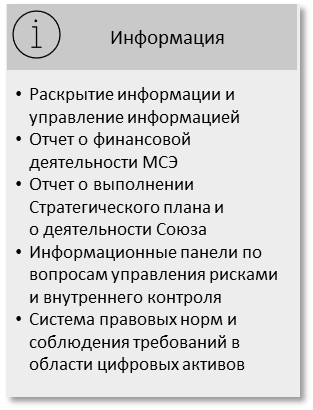 Информация
• Раскрытие информации и
управление информацией
• Отчет о финансовой
деятельности МСЭ
• Отчет о выполнении
Стратегического плана и
о деятельности Союза
• Информационные панели по
вопросам управления рисками
и внутреннего контроля
• Система правовых норм и
соблюдения требований в
области цифровых активов